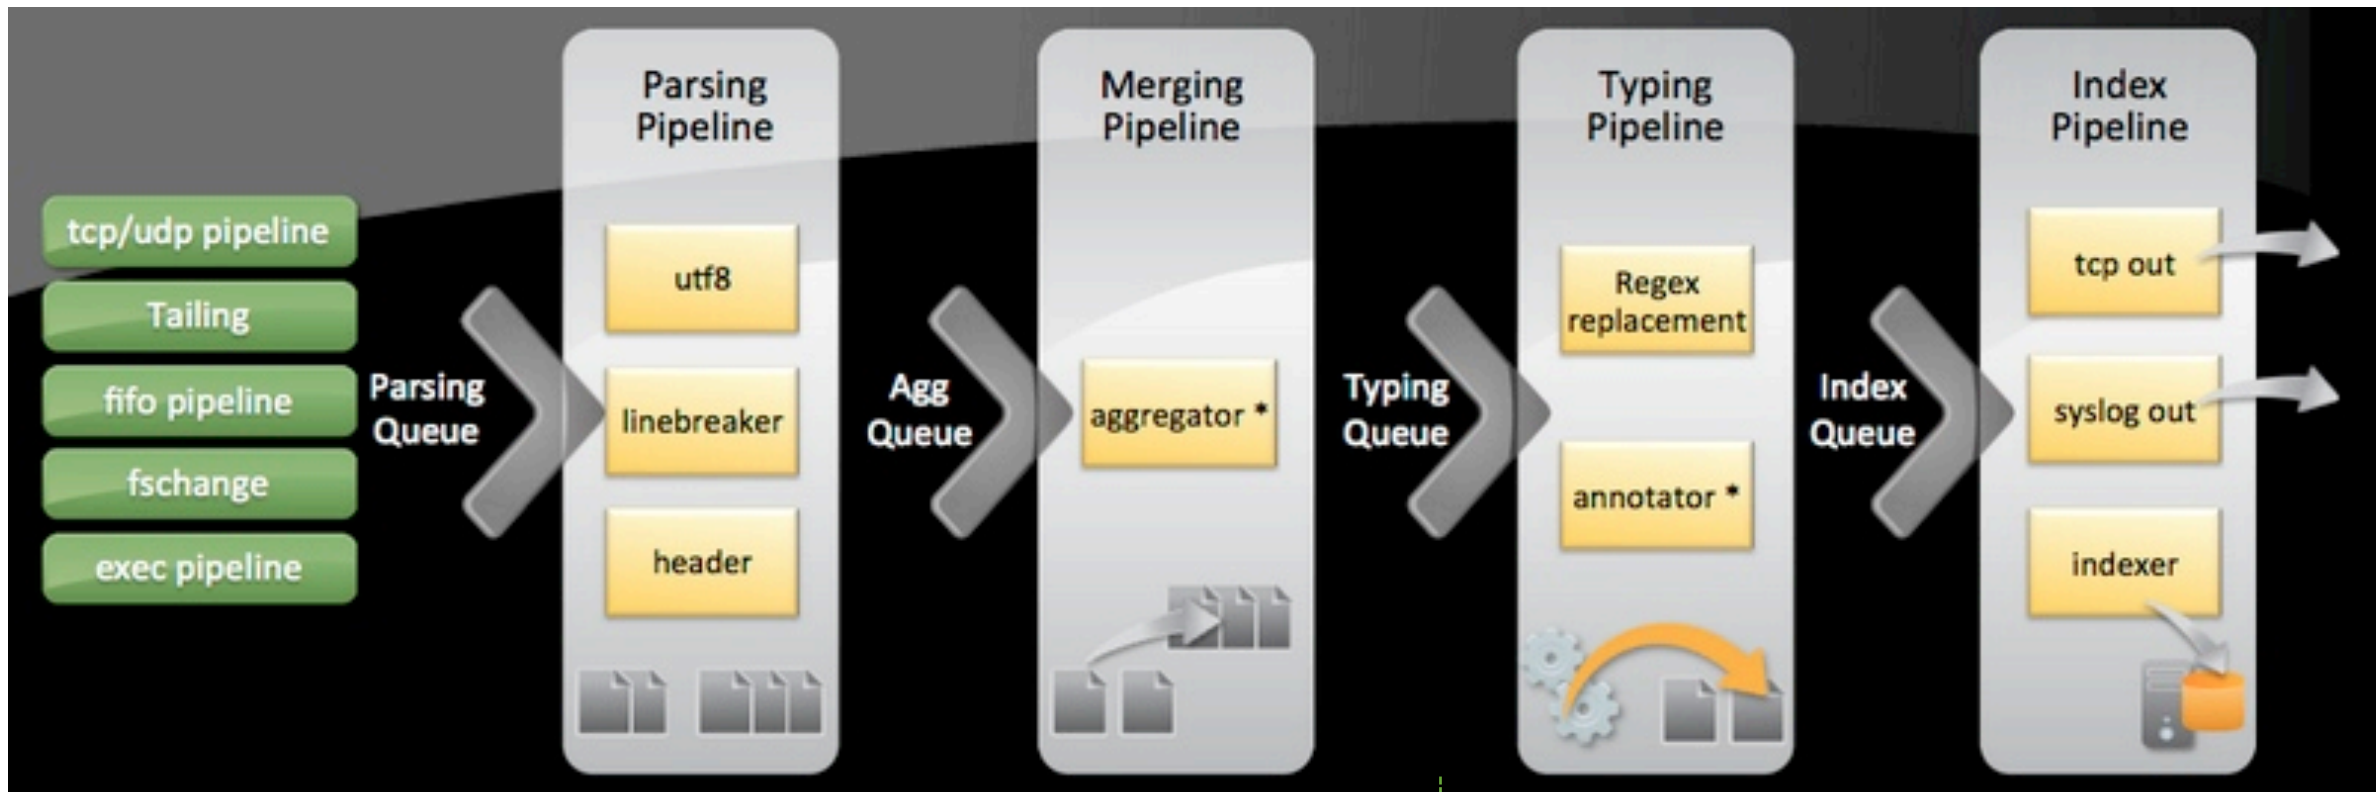 tcp/udp pipeline
Tailing
fifo pipeline
fschange
exec pipeline
Parsing
Queue
Parsing
Pipeline
utf8
linebreaker
header
Agg
Queue
Merging
Pipeline
aggregator *
Typing
Queue
Typing
Pipeline
Regex
replacement
annotator *
Index
Queue
Index
Pipeline
tcp out
syslog out
indexer